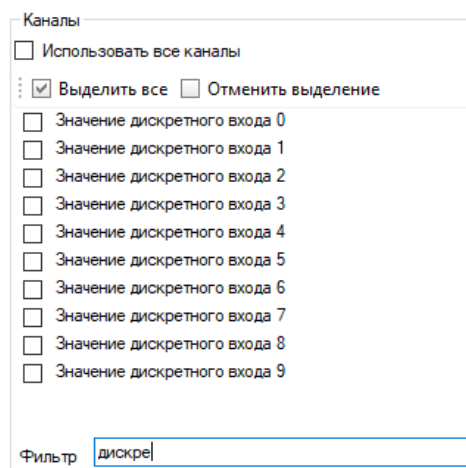 Каналы
Использовать все каналы
Выделить все Отменить выделение
Значение дискретного входа 0
Значение дискретного входа 1
Значение дискретного входа 2
Значение дискретного входа 3
Значение дискретного входа 4
Значение дискретного входа 5
Значение дискретного входа 6
Значение дискретного входа 7
Значение дискретного входа 8
Значение дискретного входа 9
Фильтр дискре